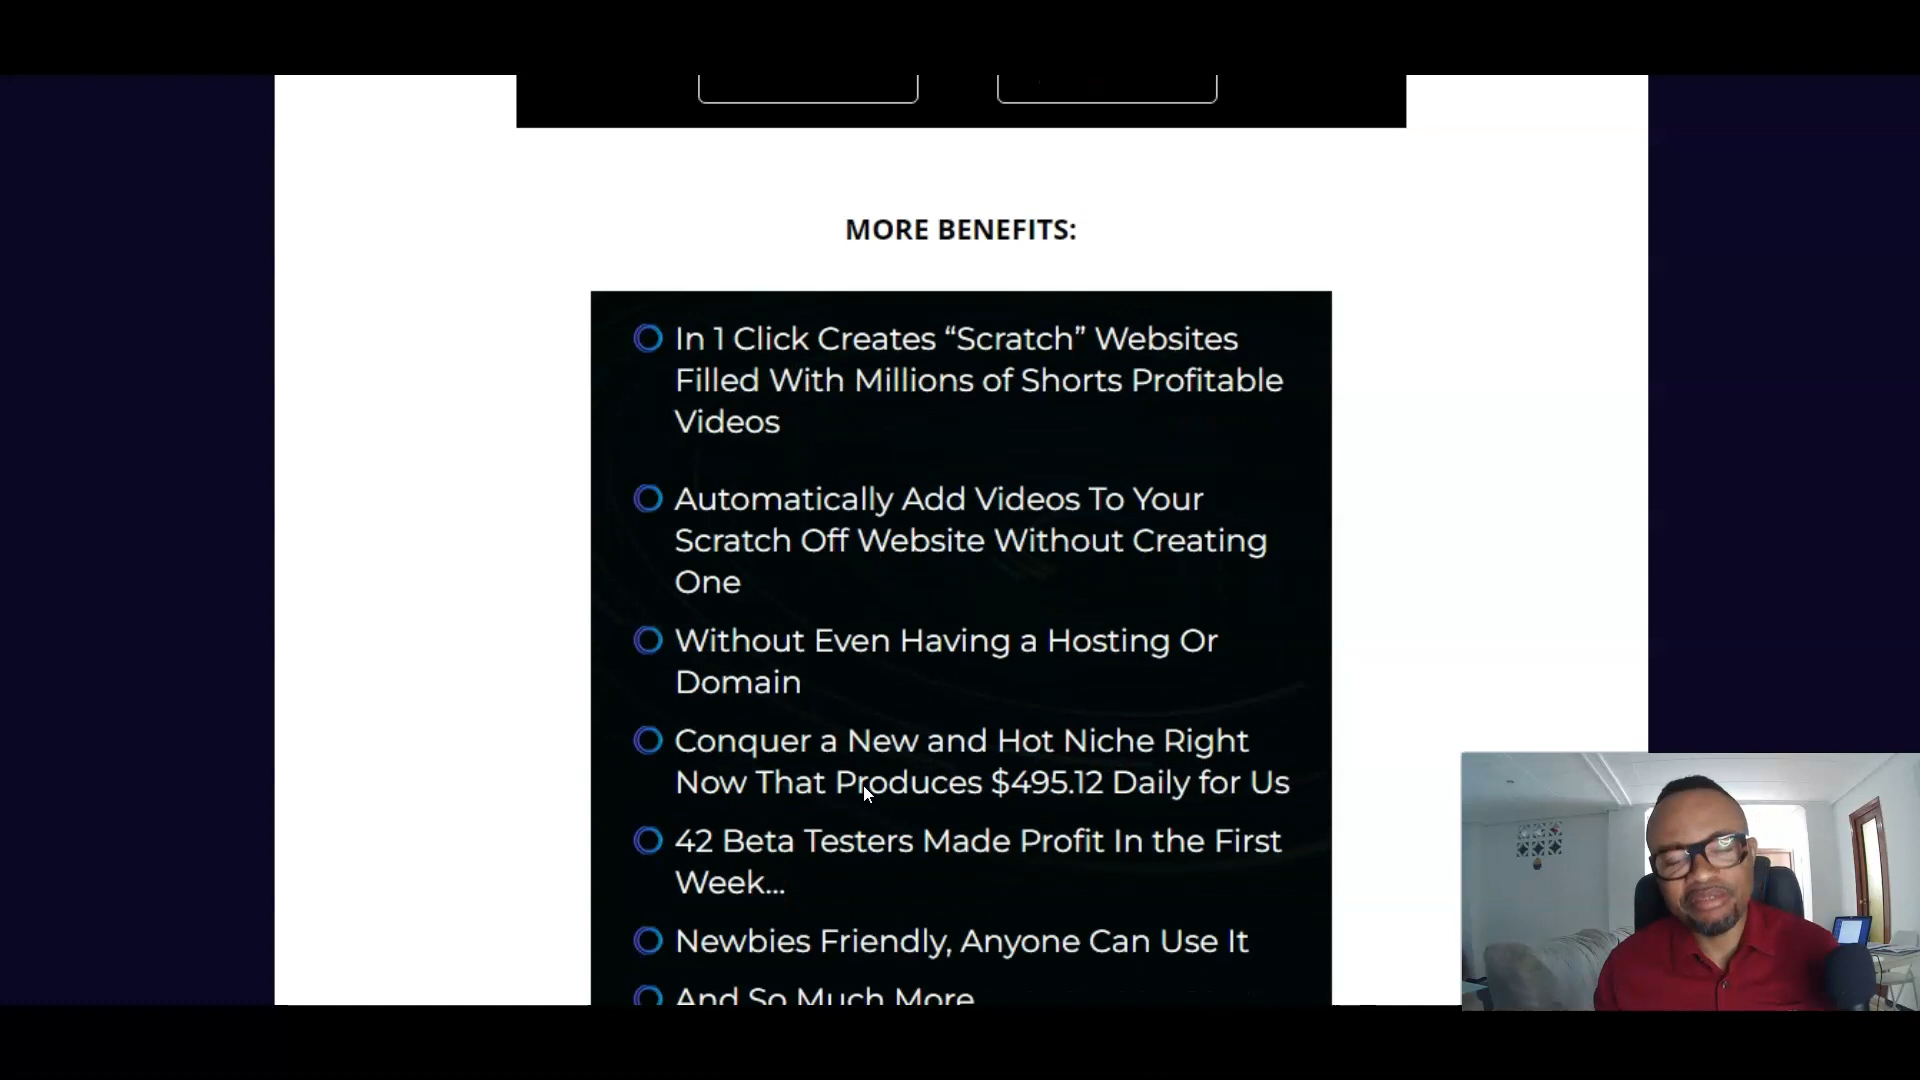 MORE BENEFITS:
In 1 Click Creates “Scratch” Websites
Filled With Millions of Shorts Profitable
Videos
Automatically Add Videos To Your
Scratch Off Website Without Creating
One
Without Even Having a Hosting Or
Domain
Conquer a New and Hot Niche Right
Now That Produces $495.12 Daily for Us
42 Beta Testers Made Profit In the First
Week...
Newbies Friendly, Anyone Can Use It
And So Much More